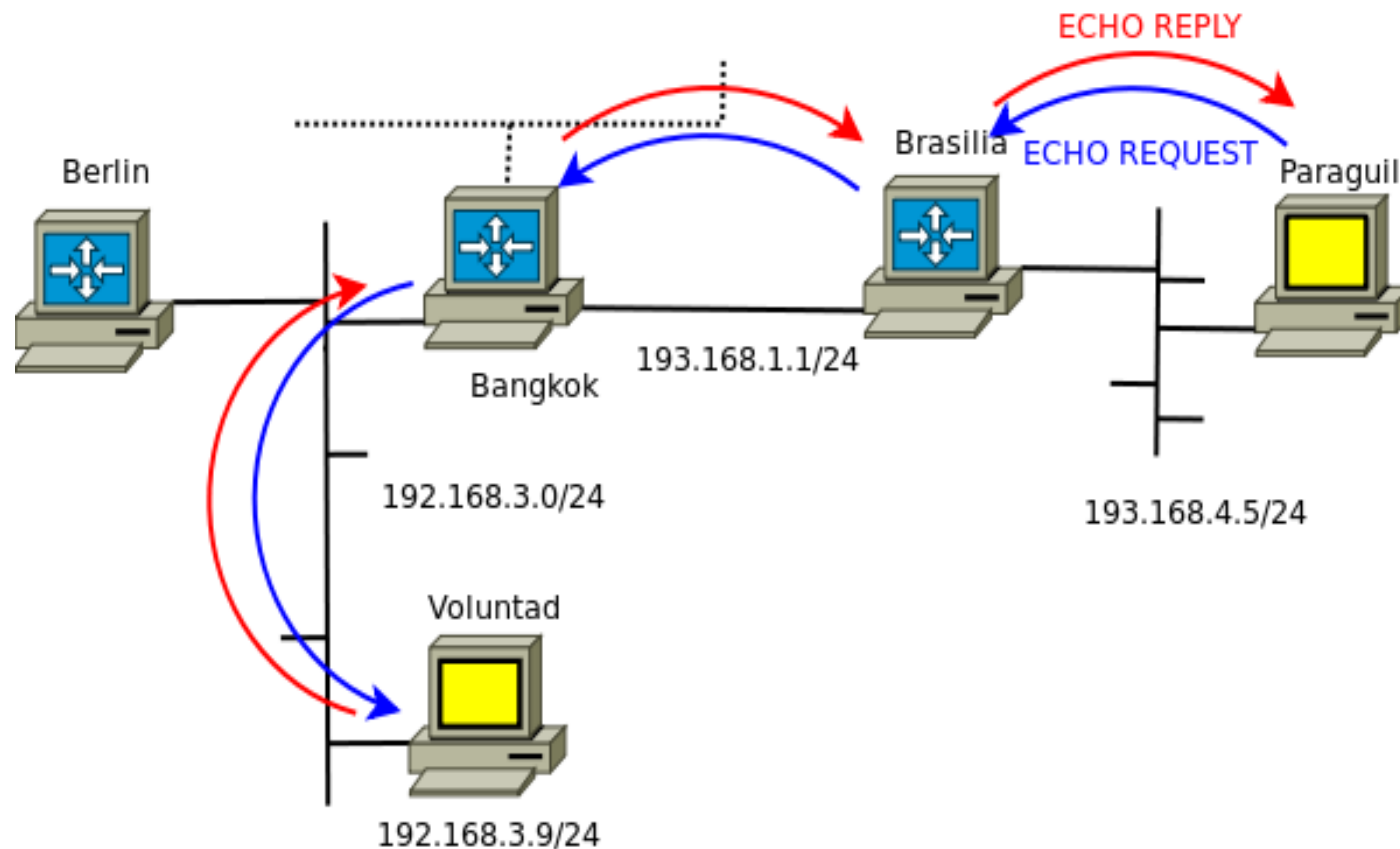 ECHO REPLY
Brasilia
ECHO REQUEST
Berlin
Paraguil
193.168.1.1/24
Bangkok
192.168.3.0/24
193.168.4.5/24
Voluntad
192.168.3.9/24